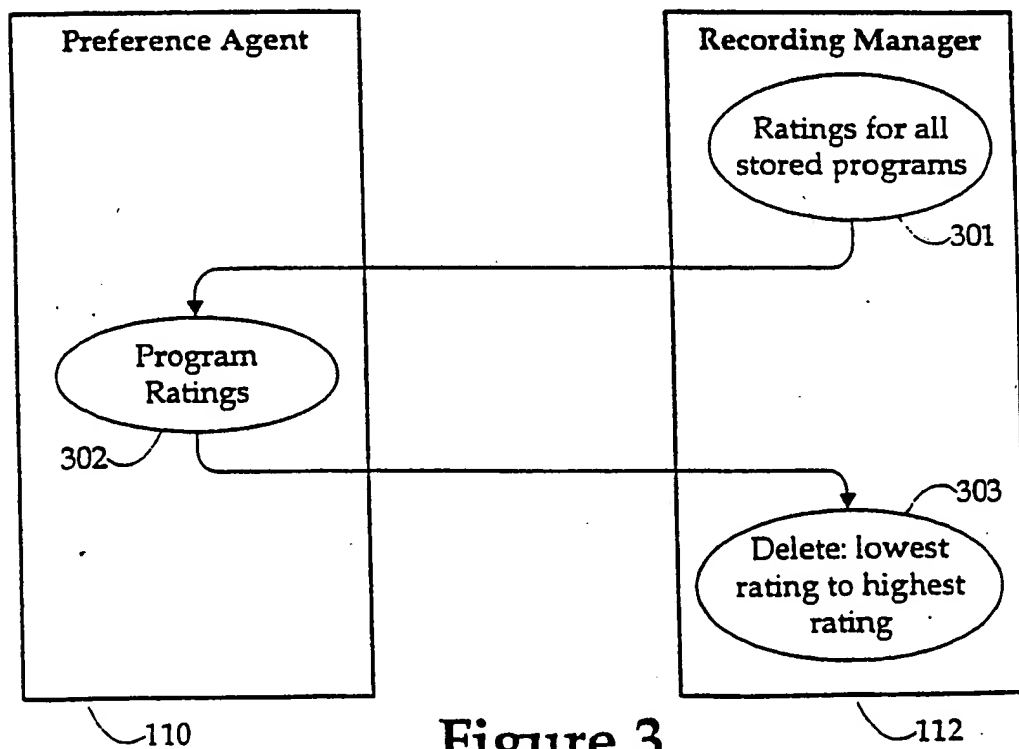 Preference Agent
Recording Manager
Ratings for all
stored programs
301
Program
Ratings
302
303
Delete: lowest
rating to highest
rating
110
112
Figure 3